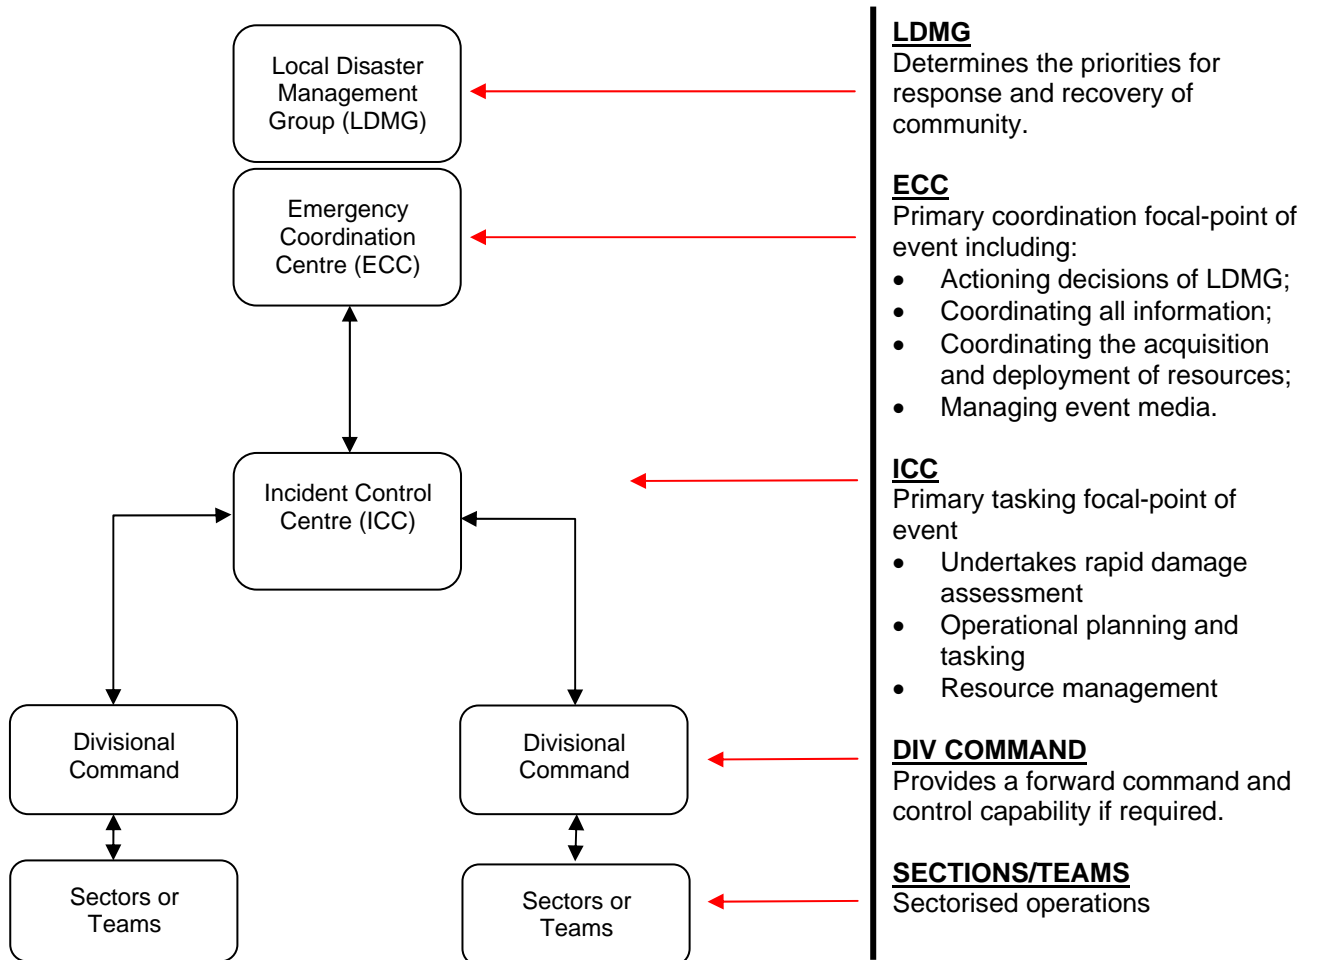 Local Disaster
Management
Group (LDMG)
Emergency
Coordination
Centre (ECC)
Incident Control
Centre (ICC)
Divisional
Command
Divisional
Command
Sectors or
Teams
Sectors or
Teams
LDMG
Determines the priorities for
response and recovery of
community.
ECC
Primary coordination focal-point of
event including:
• Actioning decisions of LDMG;
• Coordinating all information;
• Coordinating the acquisition
and deployment of resources;
• Managing event media.
ICC
Primary tasking focal-point of
event
• Undertakes rapid damage
assessment
• Operational planning and
tasking
• Resource management
DIV COMMAND
Provides a forward command and
control capability if required.
SECTIONS/TEAMS
Sectorised operations